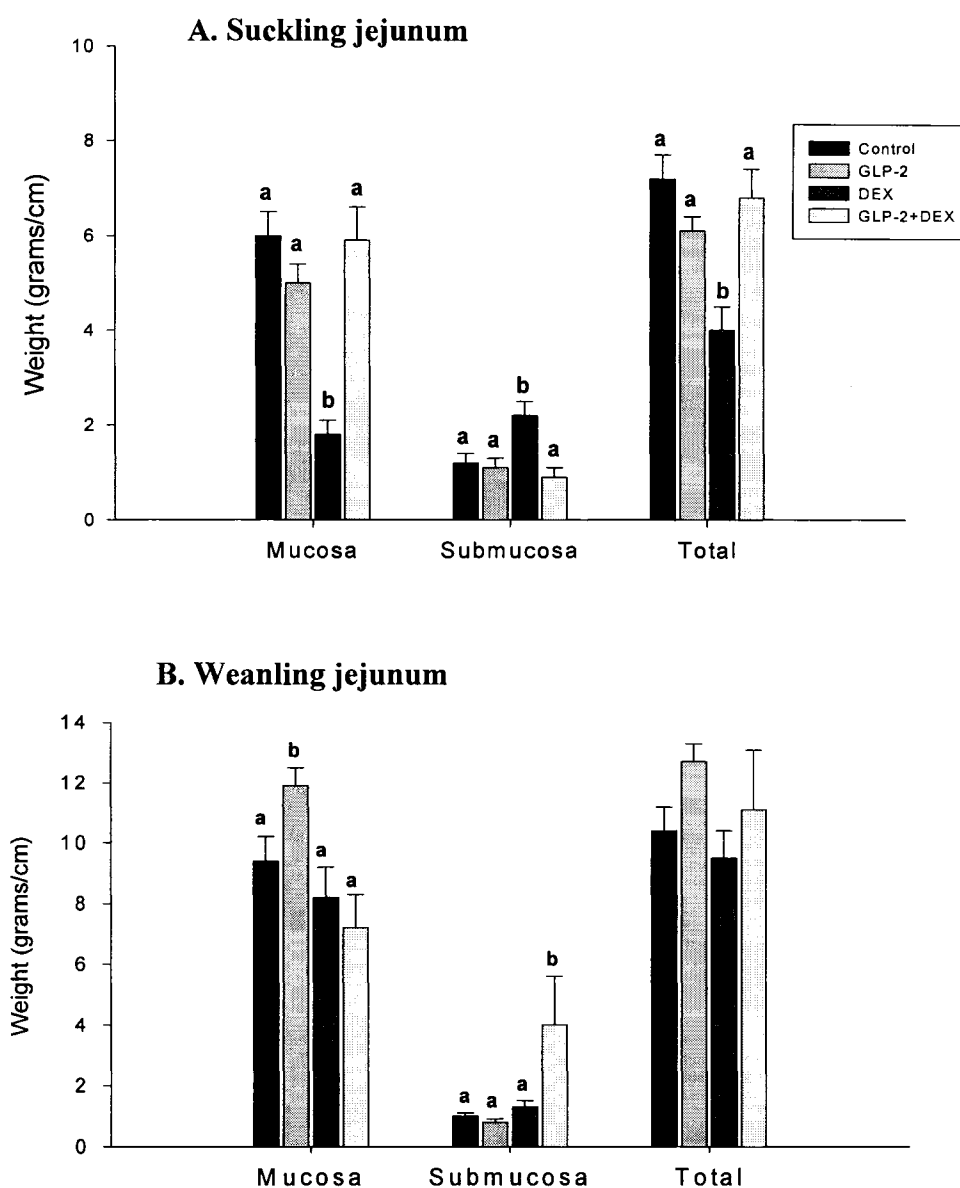 A. Suckling jejunum
10
8
6
4
2
0
Weight (grams/cm)
a
a
b
a
a
a
b
a
a
a
b
a
Control
GLP-2
DEX
GLP-2+DEX
Mucosa Submucosa Total
B. Weanling jejunum
14
12
10
8
6
4
2
0
Weight (grams/cm)
a
b
a
a
a
a
a
b
Mucosa Submucosa Total